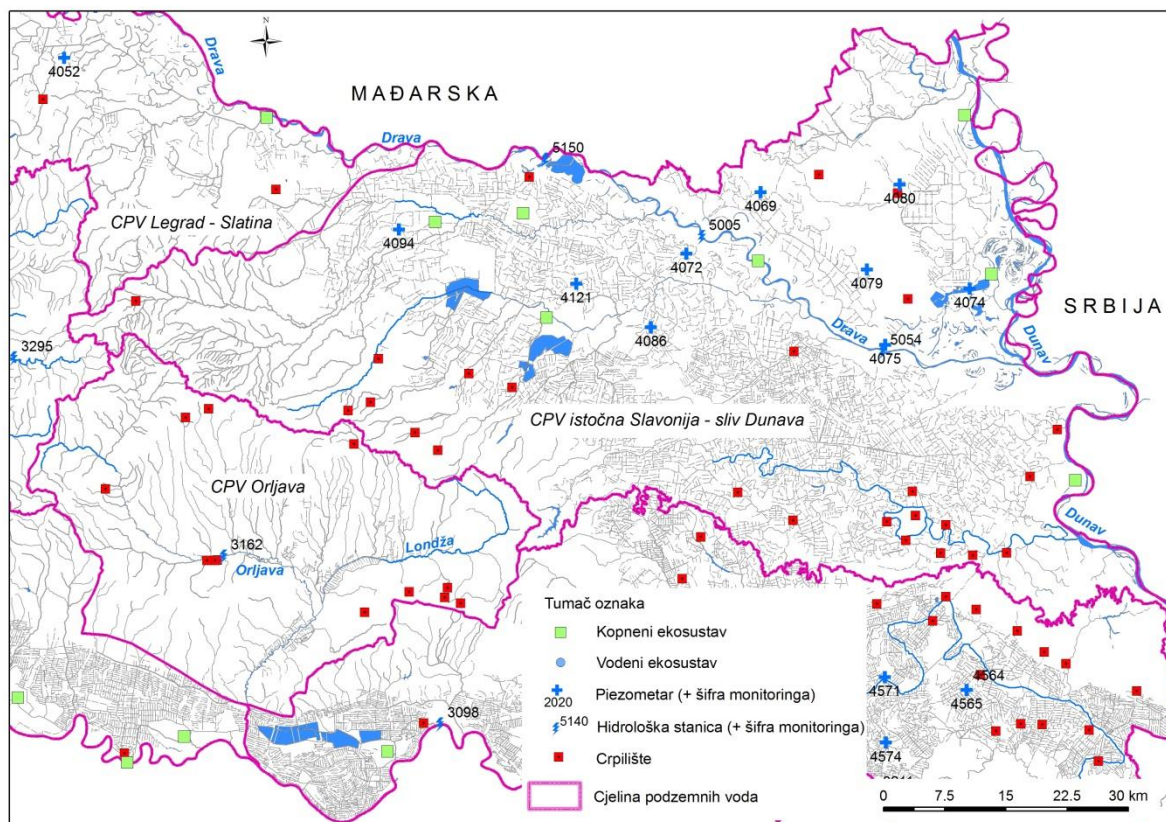 N
Drava
4052
MAĐARSKA
Drava
5150
CPV Legrad - Slatina
4094
4069
4080
5005
4072
4121
4079
4074
4086
SRBIJA
3295
Drava
5054
4075
Dunav
CPV istočna Slavonija - sliv Dunava
CPV Orljava
3162
Orljava
Londža
Dunav
Tumač oznaka
Kopneni ekosustav
Vodeni ekosustav
Piezometar (+ šifra monitoringa)
2020
5140
Hidrološka stanica (+ šifra monitoringa)
Crpilište
Cjelina podzemnih voda
3098
4571
4564
4565
4574
0 7.5 15 22.5 30 km